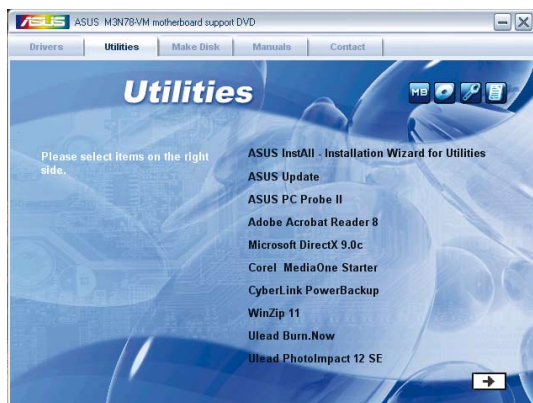 ASUS ASUS M3N78-VM motherboard support DVD
Drivers Utilities Make Disk Manuals Contact
Utilities
MB
Please select items on the right
side.
ASUS InstAll - Installation Wizard for Utilities
ASUS Update
ASUS PC Probe II
Adobe Acrobat Reader 8
Microsoft DirectX 9.0c
Corel MediaOne Starter
CyberLink PowerBackup
WinZip 11
Ulead Burn.Now
Ulead PhotoImpact 12 SE